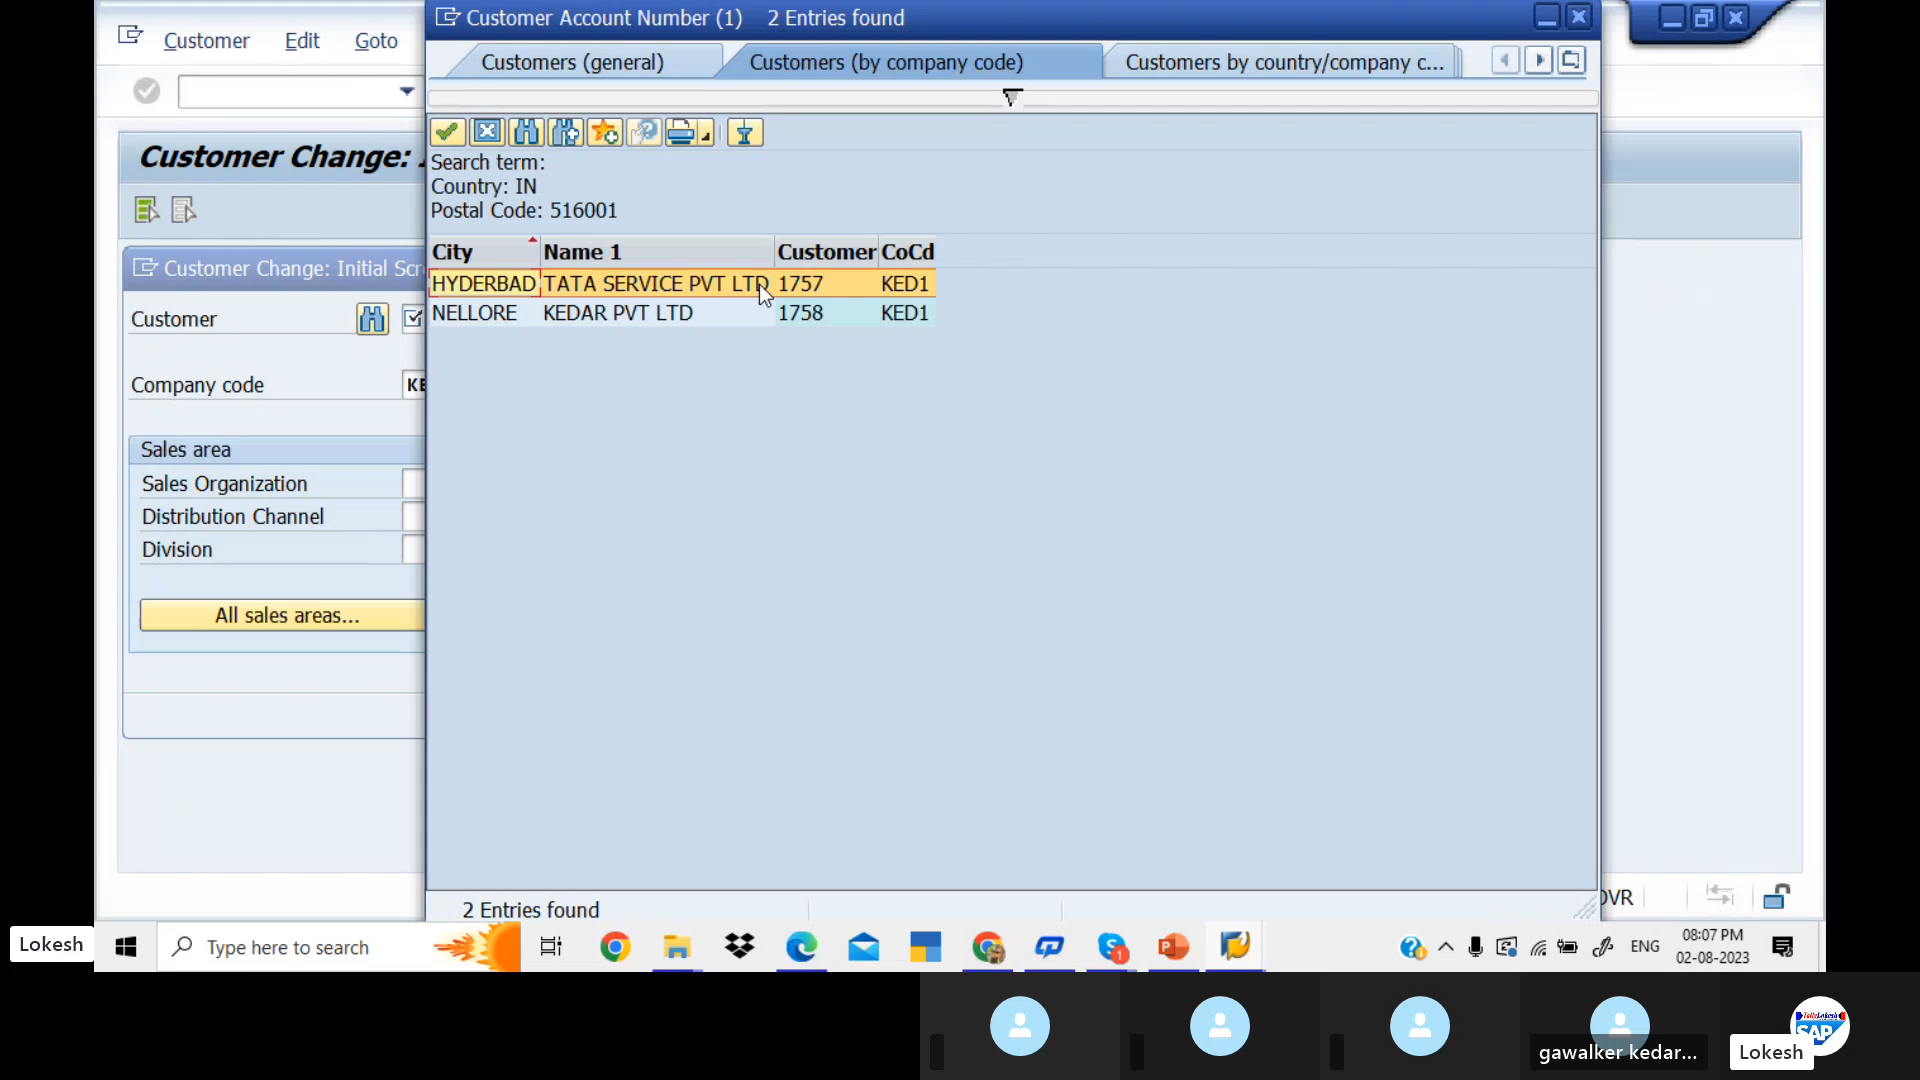 Customer Account Number (1) 2 Entries found
Customer Edit Goto
Customers (general) Customers (by company code) Customers by country/company c...
Customer Change:
Search term:
Country: IN
Postal Code: 516001
City Name 1 Customer CoCd
HYDERBAD TATA SERVICE PVT LTD 1757 KED1
NELLORE KEDAR PVT LTD 1758 KED1
Customer Change: Initial Scr
Customer
Company code KE
Sales area
Sales Organization
Distribution Channel
Division
All sales areas...
2 Entries found
OVR
Lokesh
Type here to search
1
ENG
08:07 PM
02-08-2023
gawalker kedar...
Lokesh
SAP